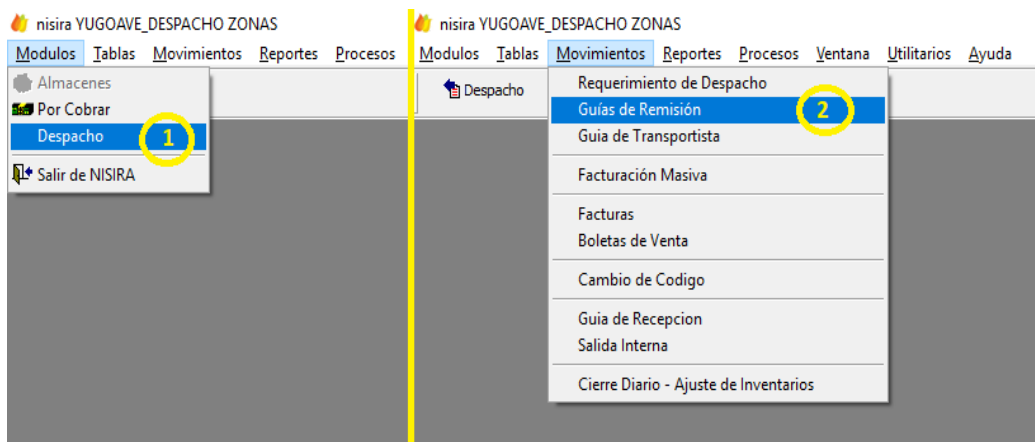 nisira YUGOAVE_DESPACHO ZONAS
Modulos Tablas Movimientos Reportes Procesos
Almacenes
Por Cobrar
Despacho 1
Salir de NISIRA
nisira YUGOAVE_DESPACHO ZONAS
Modulos Tablas Movimientos Reportes Procesos Ventana Utilitarios Ayuda
Despacho
Requerimiento de Despacho
Guías de Remisión 2
Guia de Transportista
Facturación Masiva
Facturas
Boletas de Venta
Cambio de Codigo
Guia de Recepcion
Salida Interna
Cierre Diario - Ajuste de Inventarios